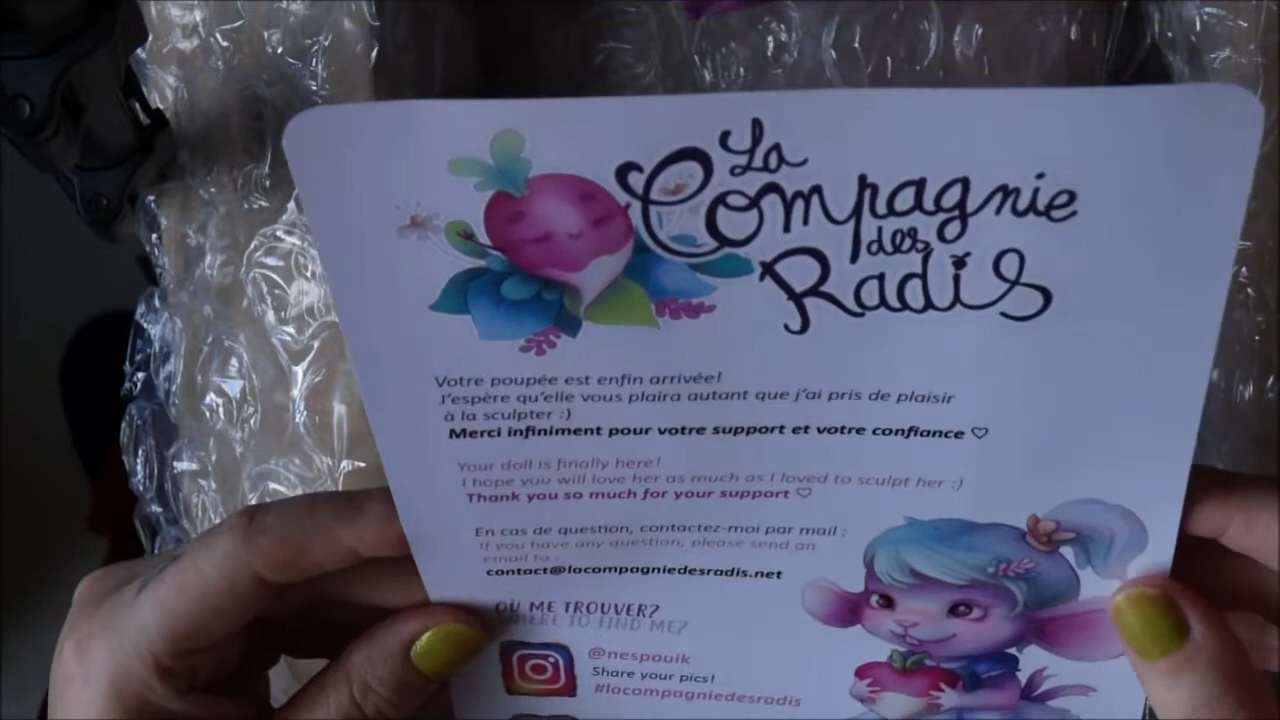 La
Compagnie
des
Radis
Votre poupée est enfin arrivée!
J'espère qu'elle vous plaira autant que j'ai pris de plaisir
à la sculpter :)
Merci infiniment pour votre support et votre confiance ♡
Your doll is finally here!
I hope you will love her as much as I loved to sculpt her :)
Thank you so much for your support ♡
En cas de question, contactez-moi par mail :
If you have any question, please send an
email to :
contact@lacompagniedesradis.net
OÙ ME TROUVER?
WHERE TO FIND ME?
@nespouik
Share your pics!
#lacompagniedesradis